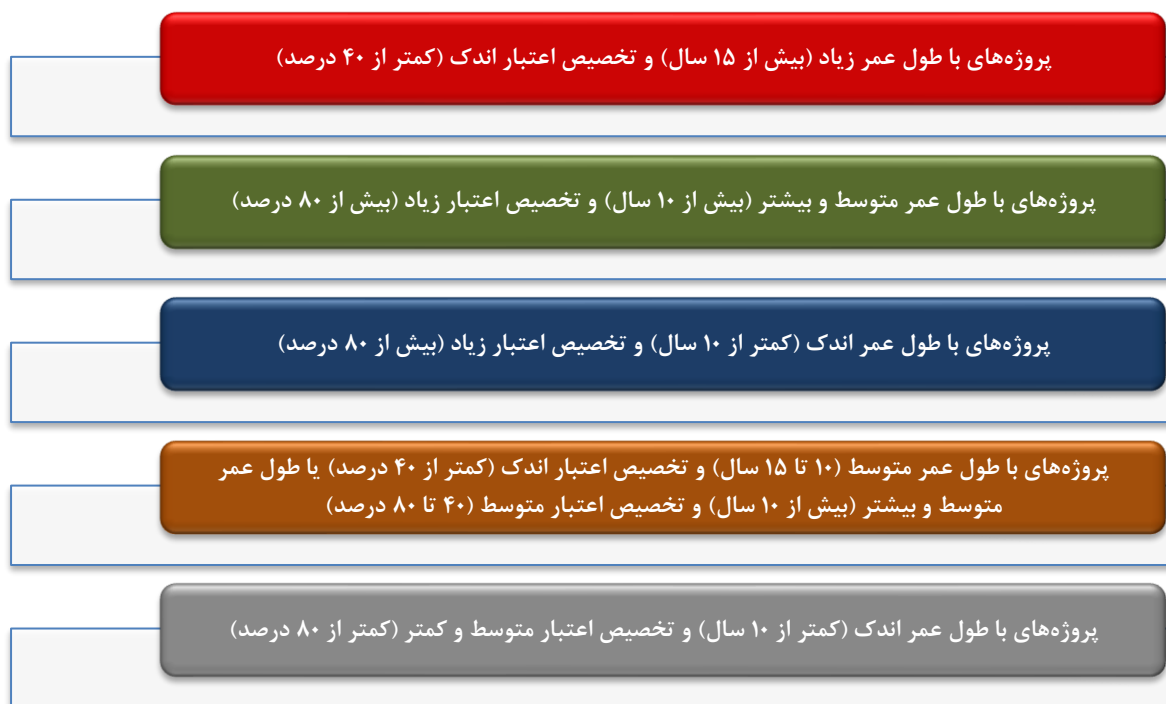 پروژه‌های با طول عمر زیاد (بیش از ۱۵ سال) و تخصیص اعتبار اندک (کمتر از ۴۰ درصد)
پروژه‌های با طول عمر متوسط و بیشتر (بیش از ۱۰ سال) و تخصیص اعتبار زیاد (بیش از ۸۰ درصد)
پروژه‌های با طول عمر اندک (کمتر از ۱۰ سال) و تخصیص اعتبار زیاد (بیش از ۸۰ درصد)
پروژه‌های با طول عمر متوسط (۱۰ تا ۱۵ سال) و تخصیص اعتبار اندک (کمتر از ۴۰ درصد) یا طول عمر
متوسط و بیشتر (بیش از ۱۰ سال) و تخصیص اعتبار متوسط (۴۰ تا ۸۰ درصد)
پروژه‌های با طول عمر اندک (کمتر از ۱۰ سال) و تخصیص اعتبار متوسط و کمتر (کمتر از ۸۰ درصد)